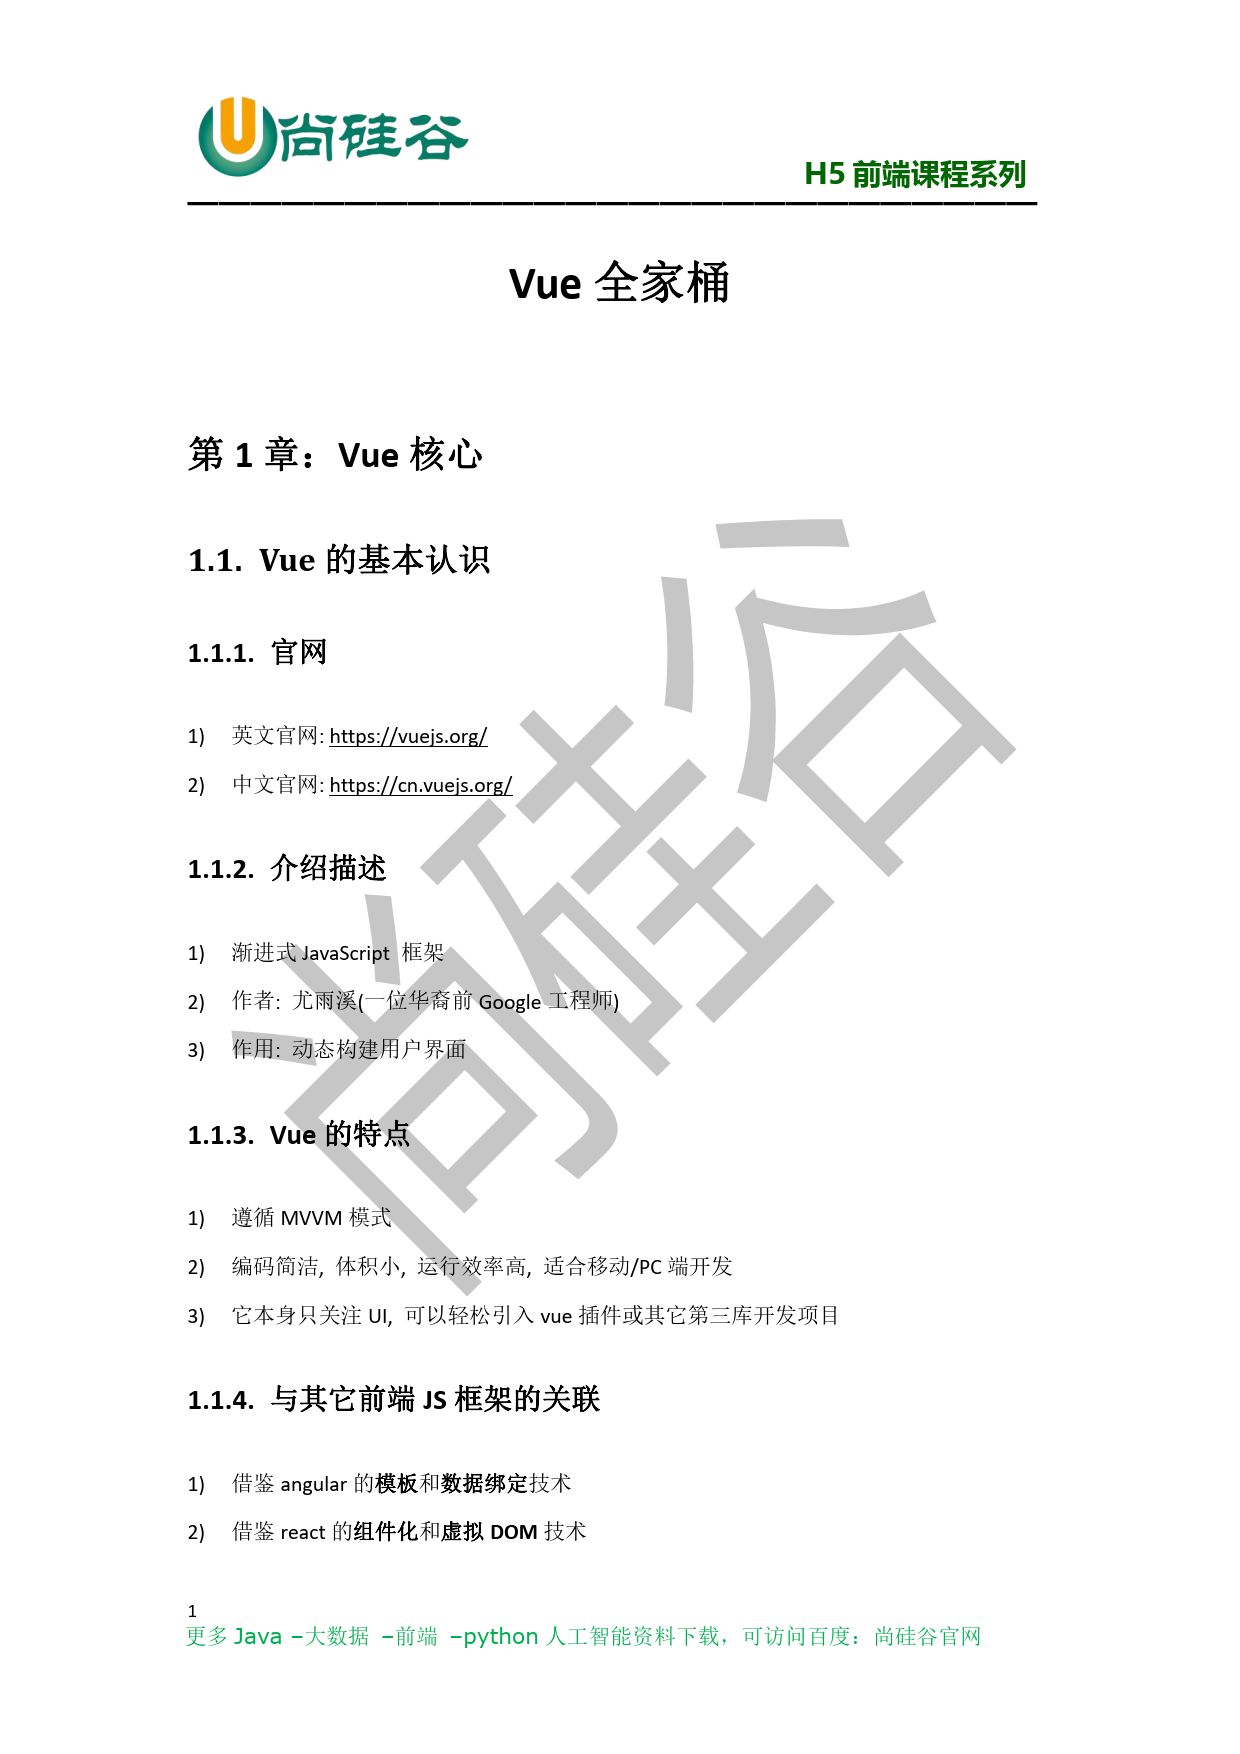 尚硅谷
H5 前端课程系列
Vue 全家桶
第 1 章：Vue 核心
1.1. Vue 的基本认识
1.1.1. 官网
1) 英文官网: https://vuejs.org/
2) 中文官网: https://cn.vuejs.org/
1.1.2. 介绍描述
1) 渐进式 JavaScript 框架
2) 作者: 尤雨溪(一位华裔前 Google 工程师)
3) 作用: 动态构建用户界面
1.1.3. Vue 的特点
1) 遵循 MVVM 模式
2) 编码简洁, 体积小, 运行效率高, 适合移动/PC 端开发
3) 它本身只关注 UI, 可以轻松引入 vue 插件或其它第三库开发项目
1.1.4. 与其它前端 JS 框架的关联
1) 借鉴 angular 的模板和数据绑定技术
2) 借鉴 react 的组件化和虚拟 DOM 技术
尚硅谷
1
更多 Java –大数据 –前端 –python 人工智能资料下载，可访问百度：尚硅谷官网